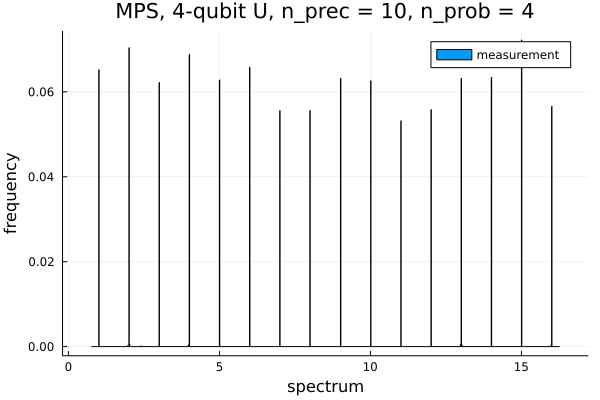 MPS, 4-qubit U, n_prec = 10, n_prob = 4
measurement
0.06
0.04
0.02
0.00
frequency
0 5 10 15
spectrum